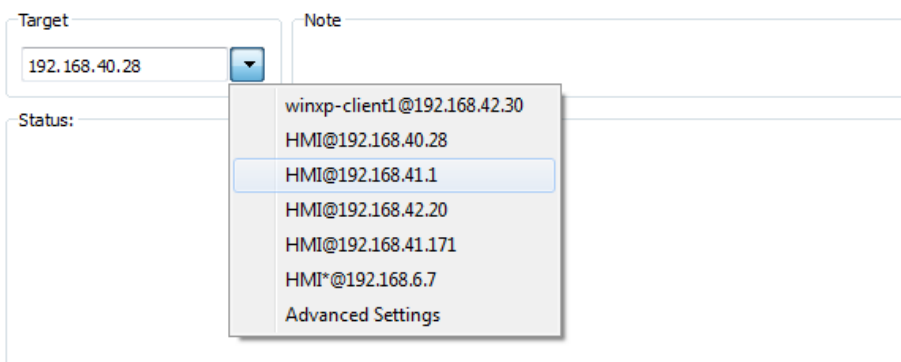 Target
Note
192.168.40.28
winxp-client1@192.168.42.30
Status:
HMI@192.168.40.28
HMI@192.168.41.1
HMI@192.168.42.20
HMI@192.168.41.171
HMI*@192.168.6.7
Advanced Settings